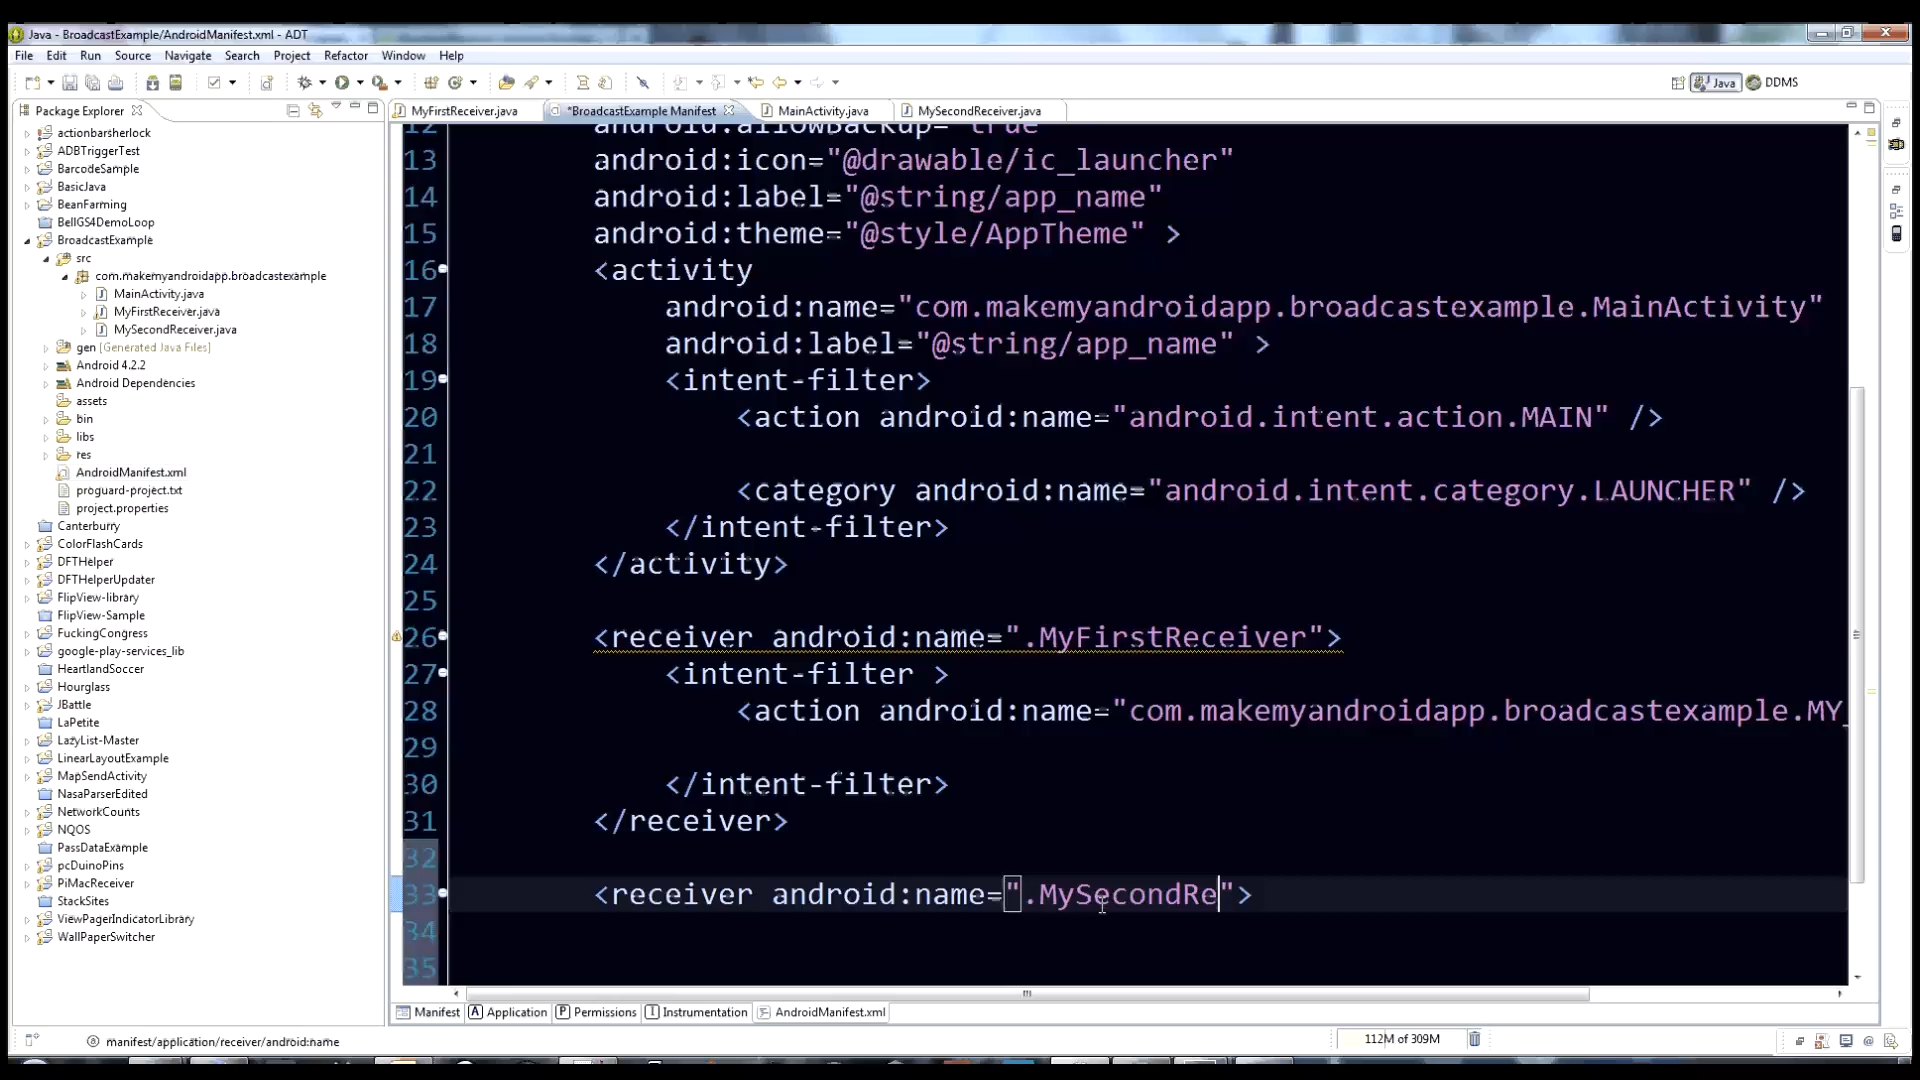 Java - BroadcastExample/AndroidManifest.xml - ADT
File Edit Run Source Navigate Search Project Refactor Window Help
Java DDMS
Package Explorer
MyFirstReceiver.java *BroadcastExample Manifest MainActivity.java MySecondReceiver.java
actionbarsherlock
ADBTriggerTest
BarcodeSample
BasicJava
BeanFarming
BellGS4DemoLoop
BroadcastExample
src
com.makemyandroidapp.broadcastexample
MainActivity.java
MyFirstReceiver.java
MySecondReceiver.java
gen [Generated Java Files]
Android 4.2.2
Android Dependencies
assets
bin
libs
res
AndroidManifest.xml
proguard-project.txt
project.properties
Canterburry
ColorFlashCards
DFTHelper
DFTHelperUpdater
FlipView-library
FlipView-Sample
FuckingCongress
google-play-services_lib
HeartlandSoccer
Hourglass
JBattle
LaPetite
LazyList-Master
LinearLayoutExample
MapSendActivity
NasaParserEdited
NetworkCounts
NQOS
PassDataExample
pcDuinoPins
PiMacReceiver
StackSites
ViewPagerIndicatorLibrary
WallPaperSwitcher
12 android:allowBackup="true"
13 android:icon="@drawable/ic_launcher"
14 android:label="@string/app_name"
15 android:theme="@style/AppTheme" >
16 <activity
17 android:name="com.makemyandroidapp.broadcastexample.MainActivity"
18 android:label="@string/app_name" >
19 <intent-filter>
20 <action android:name="android.intent.action.MAIN" />
21
22 <category android:name="android.intent.category.LAUNCHER" />
23 </intent-filter>
24 </activity>
25
26 <receiver android:name=".MyFirstReceiver">
27 <intent-filter >
28 <action android:name="com.makemyandroidapp.broadcastexample.MY_
29
30 </intent-filter>
31 </receiver>
32
33 <receiver android:name=".MySecondRe">
34
35
Manifest Application Permissions Instrumentation AndroidManifest.xml
manifest/application/receiver/android:name
112M of 309M